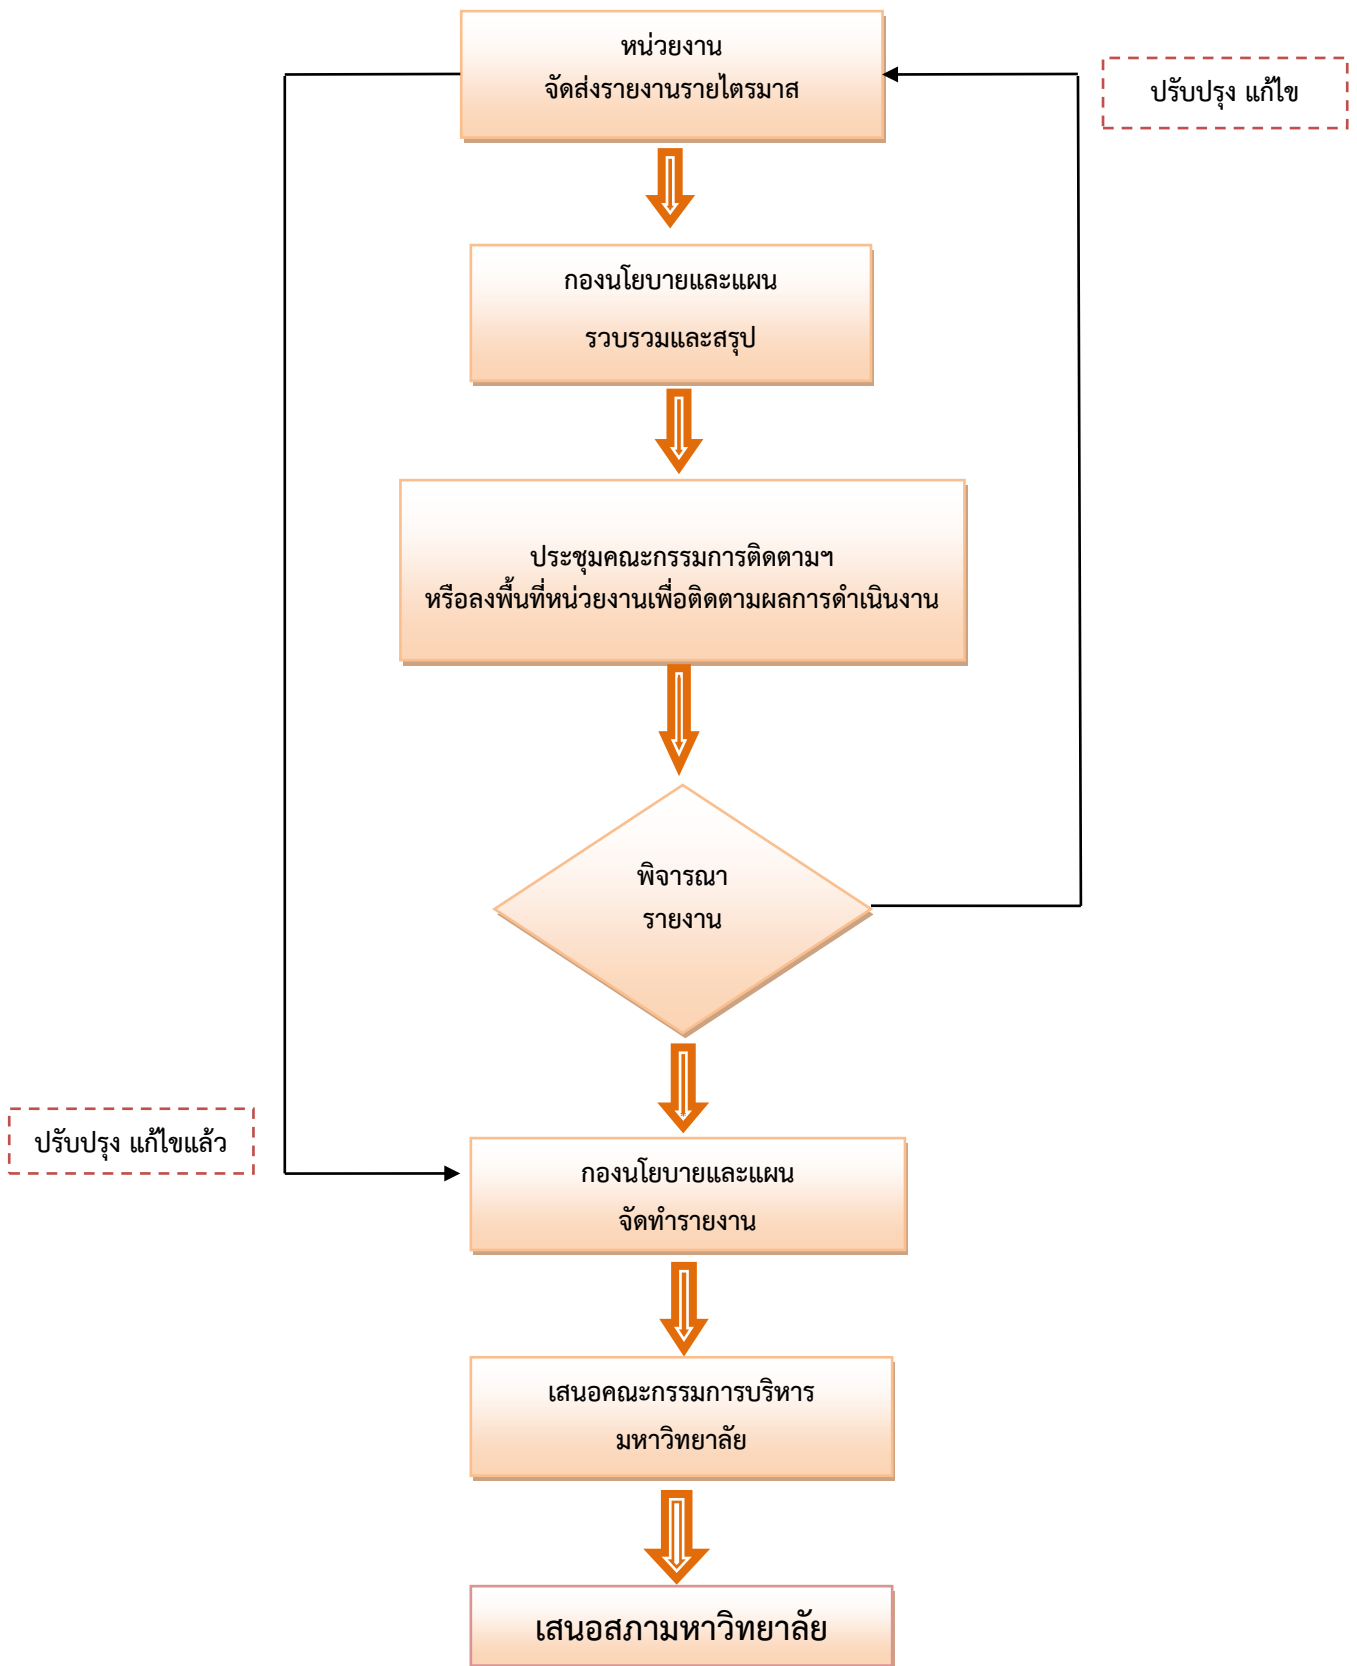 หน่วยงาน
จัดส่งรายงานรายไตรมาส
ปรับปรุง แก้ไข
กองนโยบายและแผน
รวบรวมและสรุป
ประชุมคณะกรรมการติดตามฯ
หรือลงพื้นที่หน่วยงานเพื่อติดตามผลการดำเนินงาน
พิจารณา
รายงาน
ปรับปรุง แก้ไขแล้ว
กองนโยบายและแผน
จัดทำรายงาน
เสนอคณะกรรมการบริหาร
มหาวิทยาลัย
เสนอสภามหาวิทยาลัย